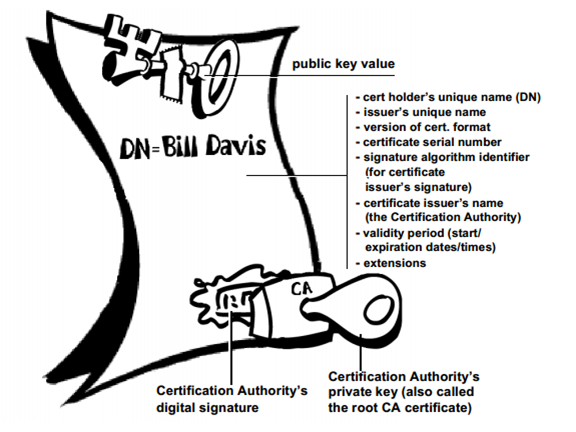 public key value
- cert holder's unique name (DN)
- issuer's unique name
- version of cert. format
- certificate serial number
- signature algorithm identifier
(for certificate
issuer's signature)
- certificate issuer's name
(the Certification Authority)
- validity period (start/
expiration dates/times)
- extensions
DN=Bill Davis
CA
Certification Authority's
digital signature
Certification Authority's
private key (also called
the root CA certificate)